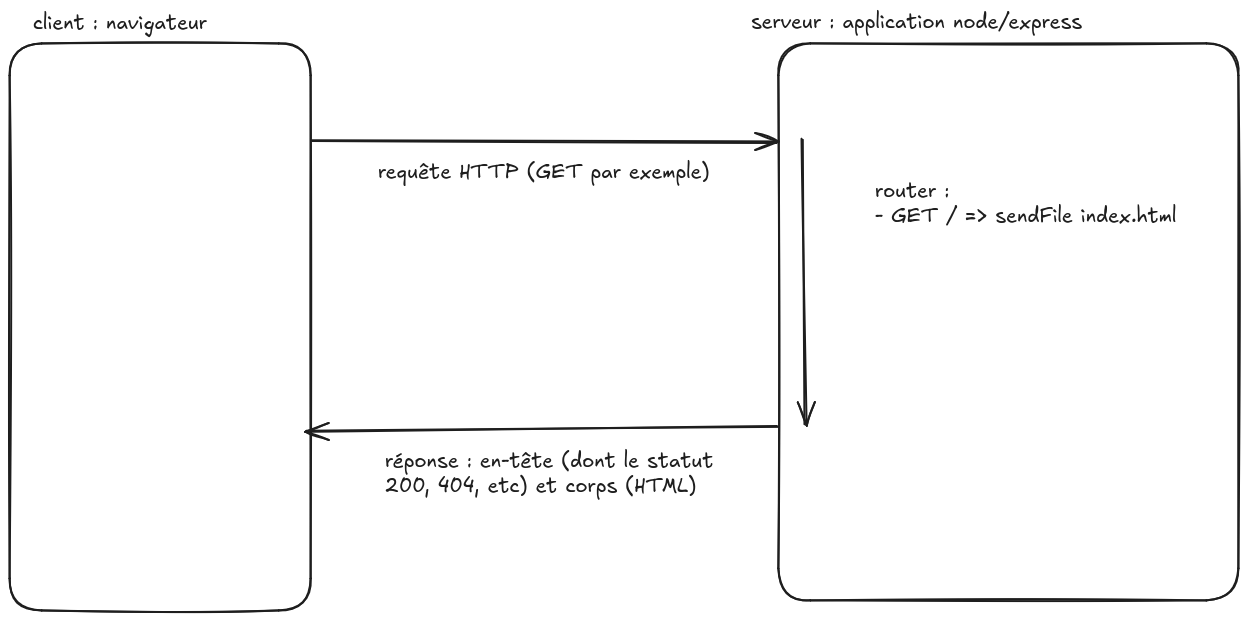 client : navigateur
serveur : application node/express
requête HTTP (GET par exemple)
router :
- GET / => sendFile index.html
réponse : en-tête (dont le statut
200, 404, etc) et corps (HTML)